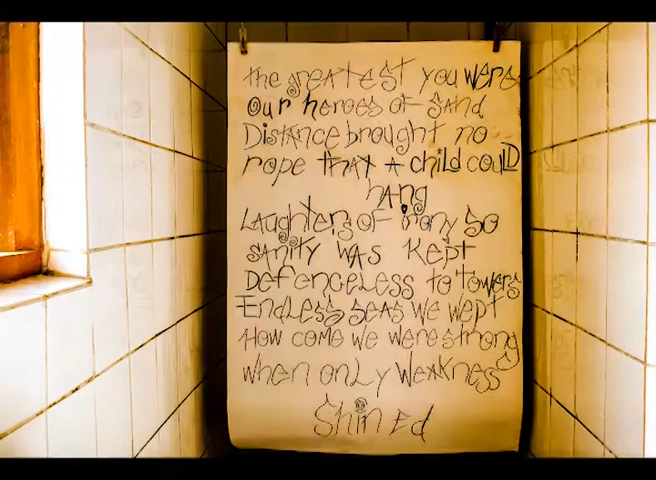 the greatest you were
our heroes of sand
Distance brought no
rope that a child could
hang
Laughters of irony so
sanity was kept
Defenceless to towers
Endless seas we wept
How come we were strong
when only weakness
Shined